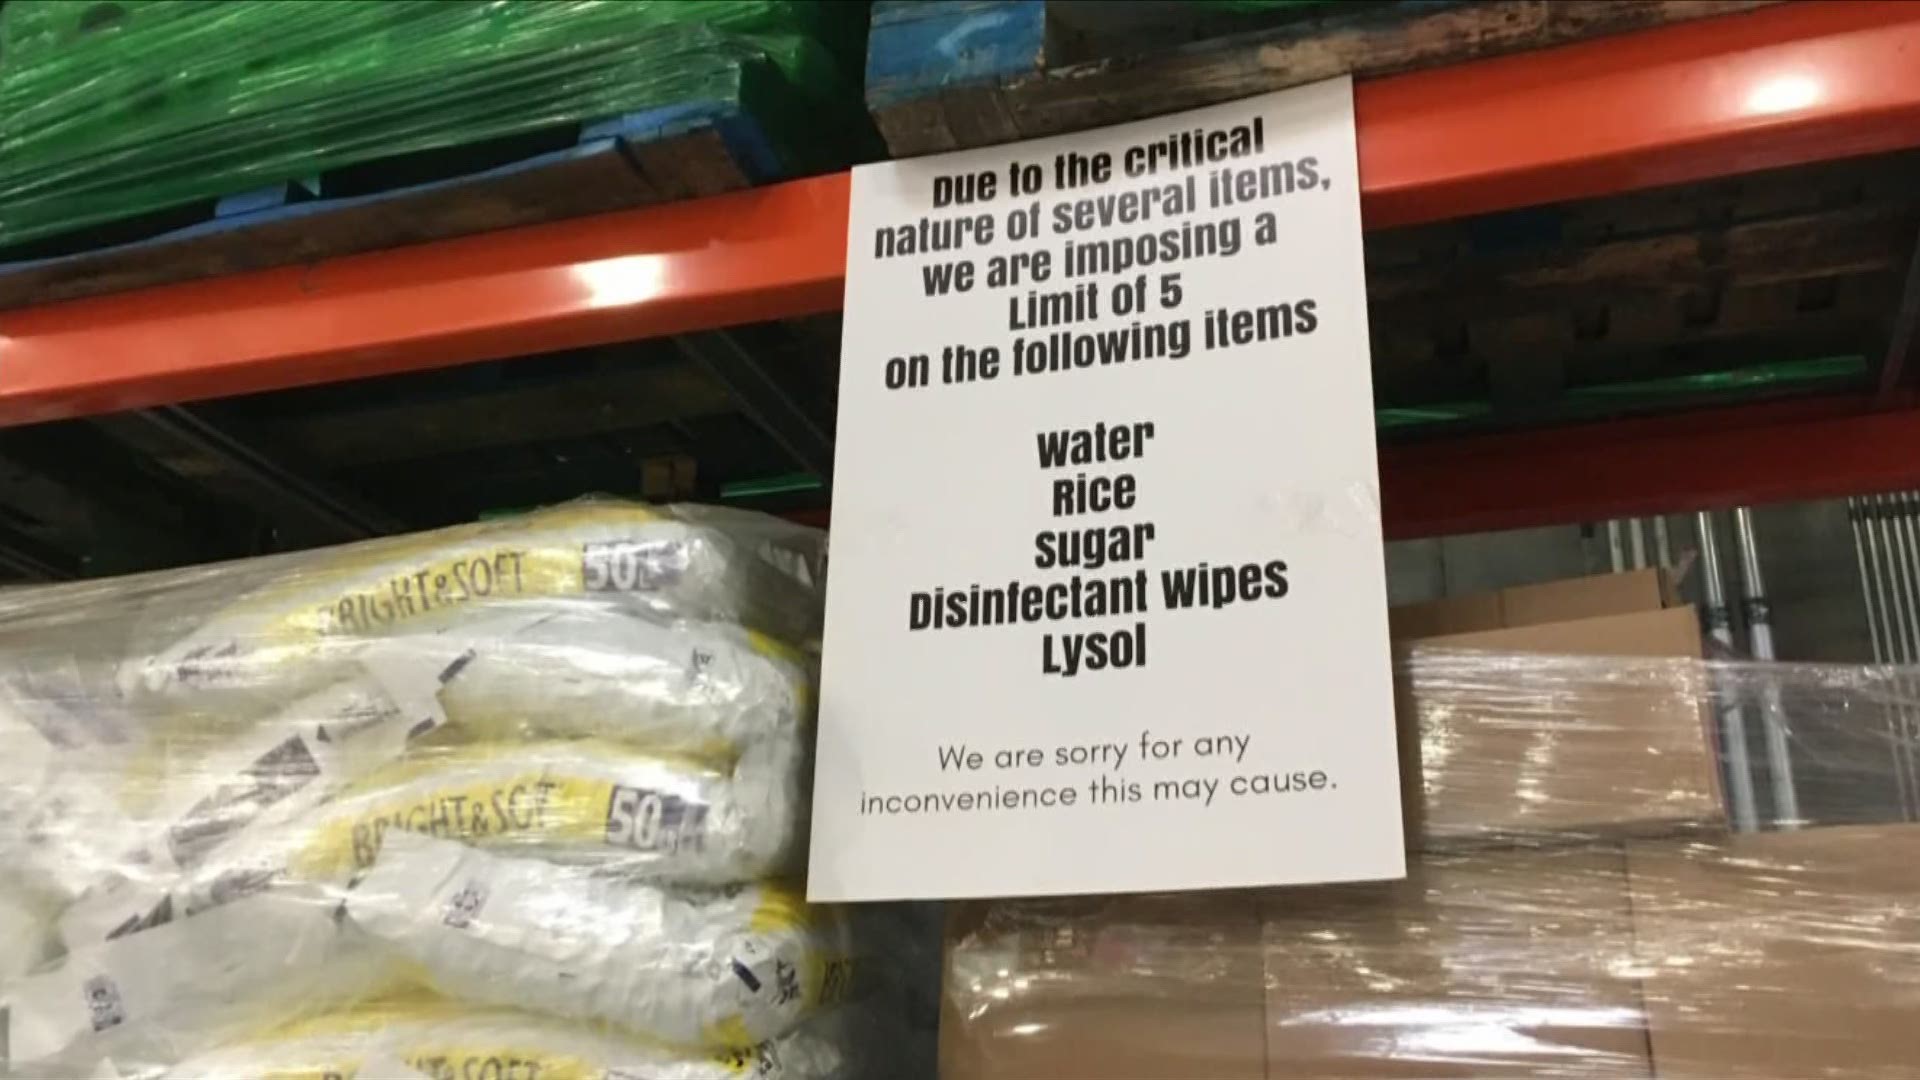 Due to the critical
nature of several items,
we are imposing a
Limit of 5
on the following items
Water
Rice
Sugar
Disinfectant Wipes
Lysol
We are sorry for any
inconvenience this may cause.
BRIGHT&SOFT 50
BRIGHT&SOFT 50